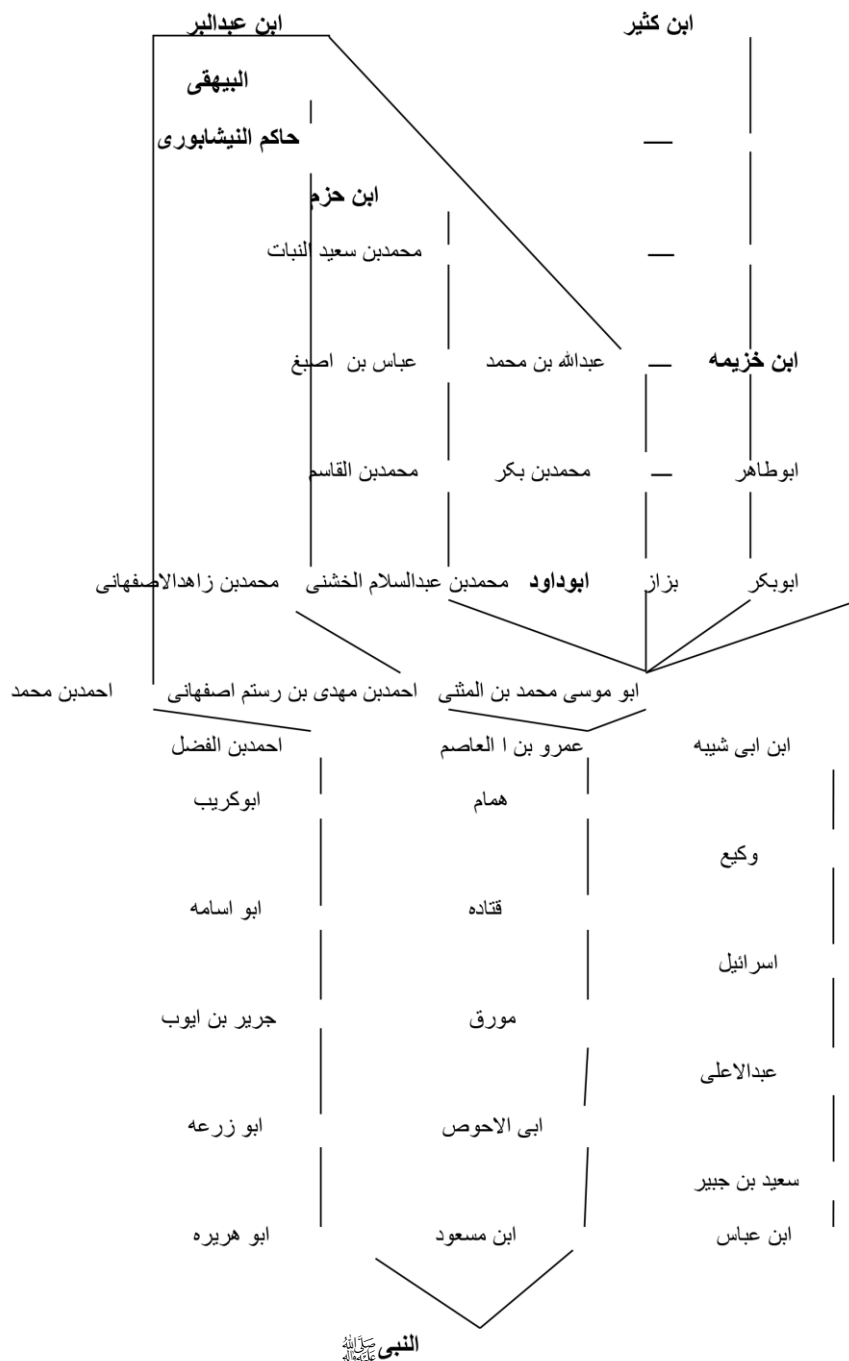 ابن کثیر ابن عبدالبر
البیهقی
حاکم النیشابوری
ابن حزم
محمدبن سعید النبات
ابن خزیمه عبدالله بن محمد عباس بن اصبغ
ابوطاهر محمدبن بکر محمدبن القاسم
ابوبکر بزاز ابوداود محمدبن عبدالسلام الخشنی محمدبن زاهدالاصفهانی
ابو موسی محمد بن المثنی احمدبن مهدی بن رستم اصفهانی احمدبن محمد
ابن ابی شیبه عمرو بن ا العاصم احمدبن الفضل
همام ابوکریب
وکیع
قتاده ابو اسامه
اسرائیل
مورق جریر بن ایوب
عبدالاعلی
ابی الاحوص ابو زرعه
سعید بن جبیر
ابن عباس ابن مسعود ابو هریره
النبی صلی الله علیه وآله